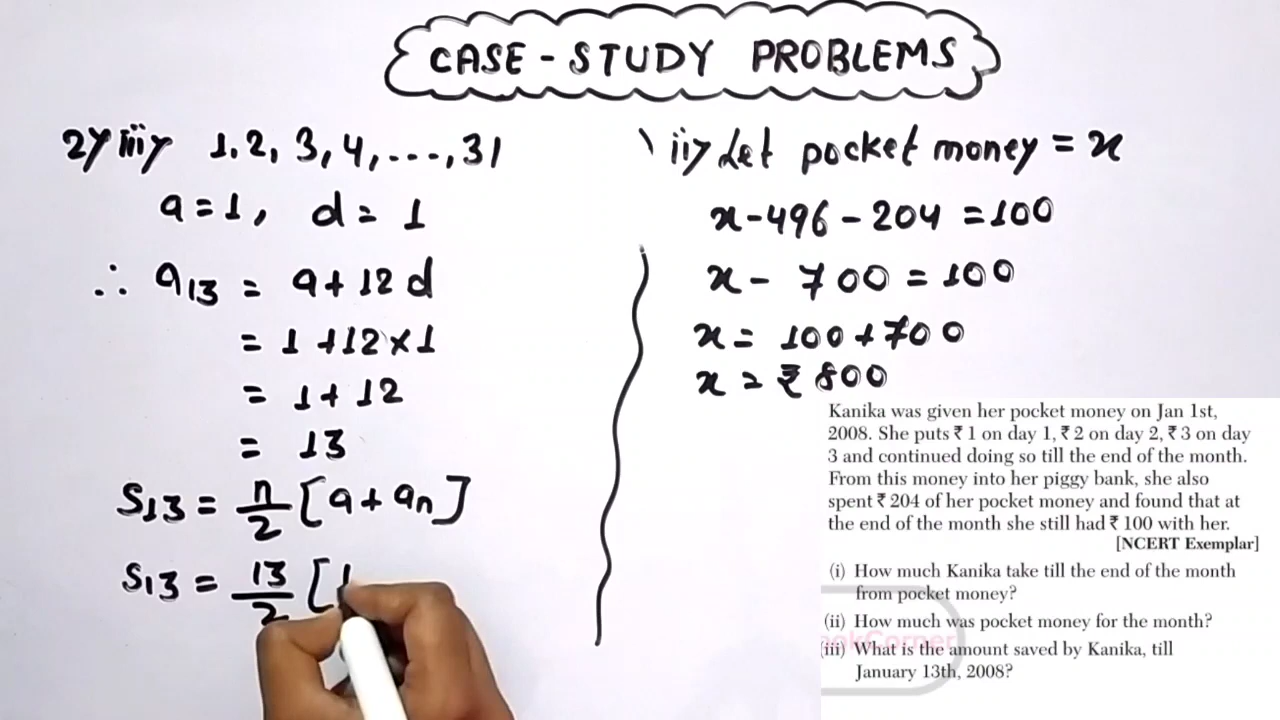 CASE - STUDY PROBLEMS
2) iii) 1, 2, 3, 4, ..., 31
a = 1, d = 1
∴ a13 = a + 12 d
= 1 + 12 × 1
= 1 + 12
= 13
S13 = n/2 [a + an]
S13 = 13/2 [1
ii) Let pocket money = x
x - 496 - 204 = 100
x - 700 = 100
x = 100 + 700
x = ₹ 800
Kanika was given her pocket money on Jan 1st,
2008. She puts ₹ 1 on day 1, ₹ 2 on day 2, ₹ 3 on day
3 and continued doing so till the end of the month.
From this money into her piggy bank, she also
spent ₹ 204 of her pocket money and found that at
the end of the month she still had ₹ 100 with her.
[NCERT Exemplar]
(i) How much Kanika take till the end of the month
from pocket money?
(ii) How much was pocket money for the month?
(iii) What is the amount saved by Kanika, till
January 13th, 2008?